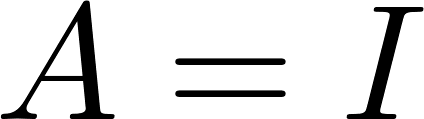 A = I